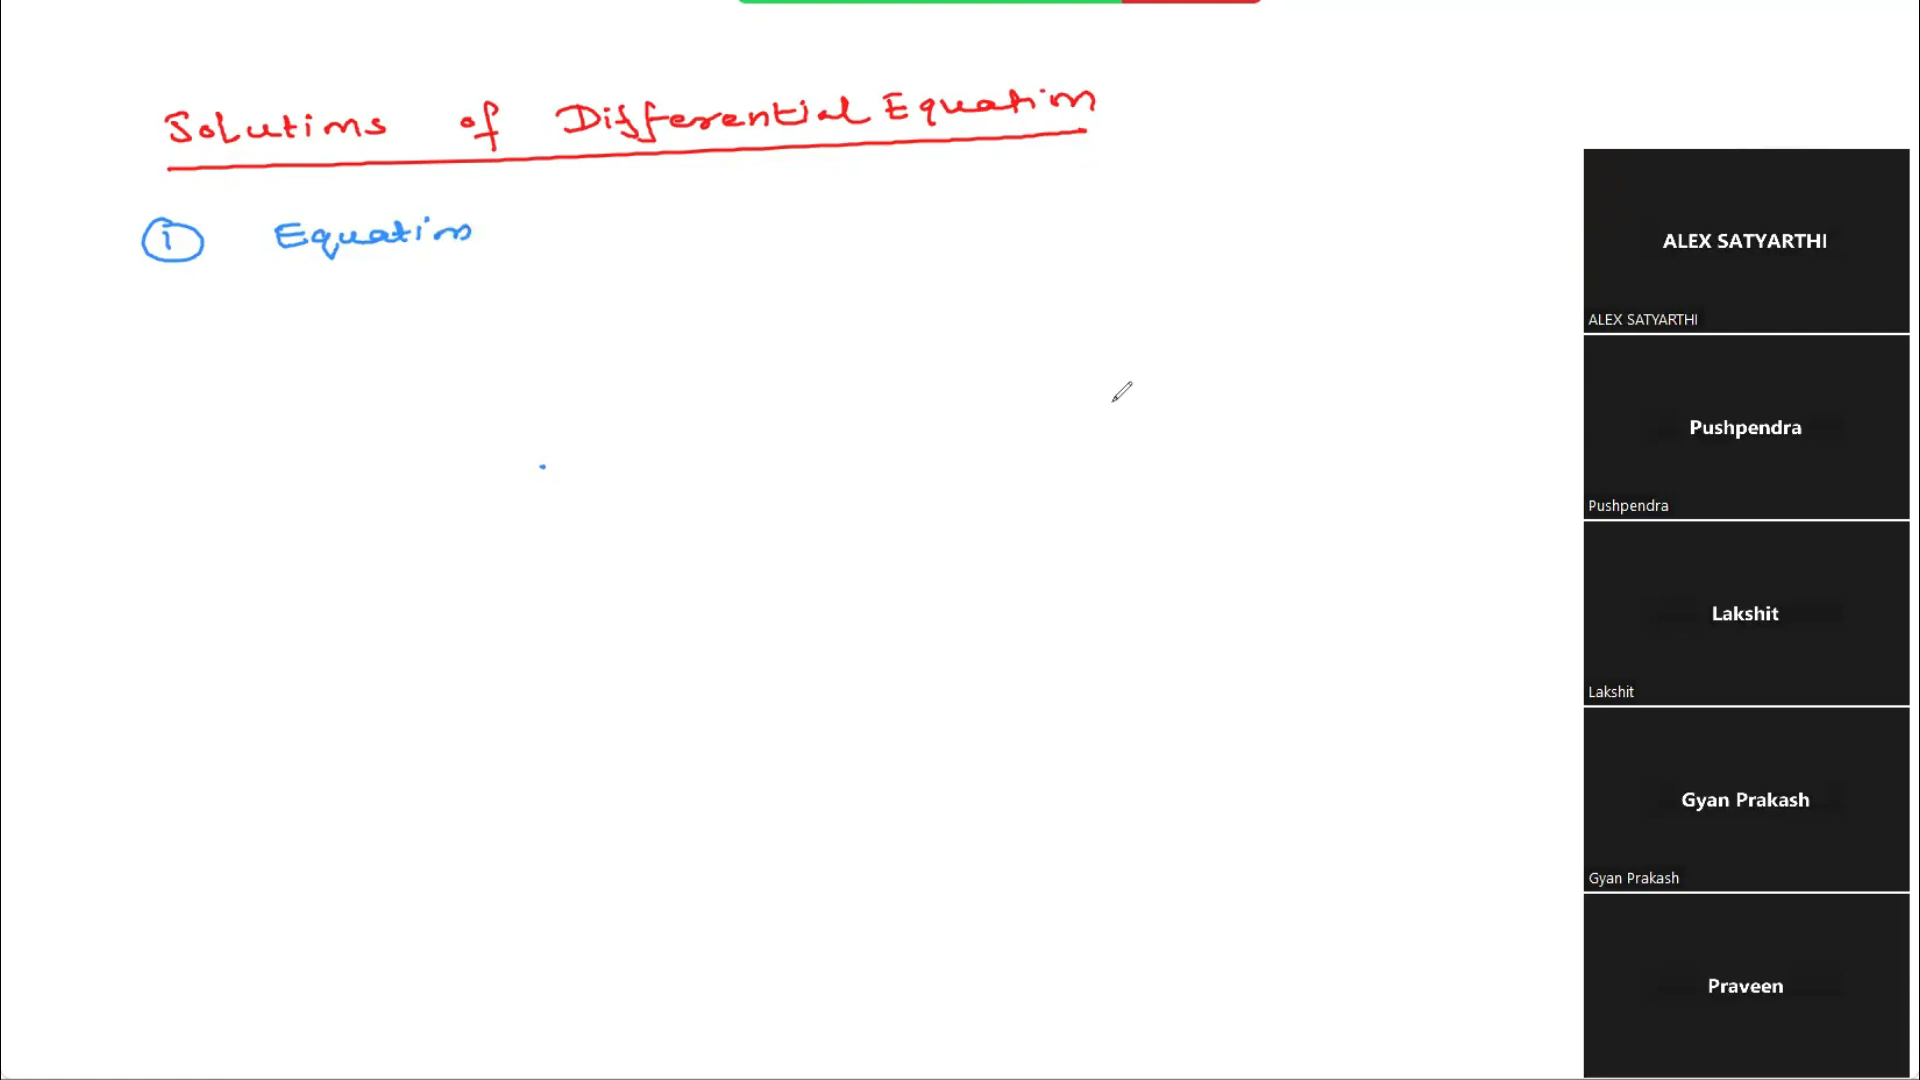 Solutions of Differential Equation
① Equation
ALEX SATYARTHI
ALEX SATYARTHI
Pushpendra
Pushpendra
Lakshit
Lakshit
Gyan Prakash
Gyan Prakash
Praveen